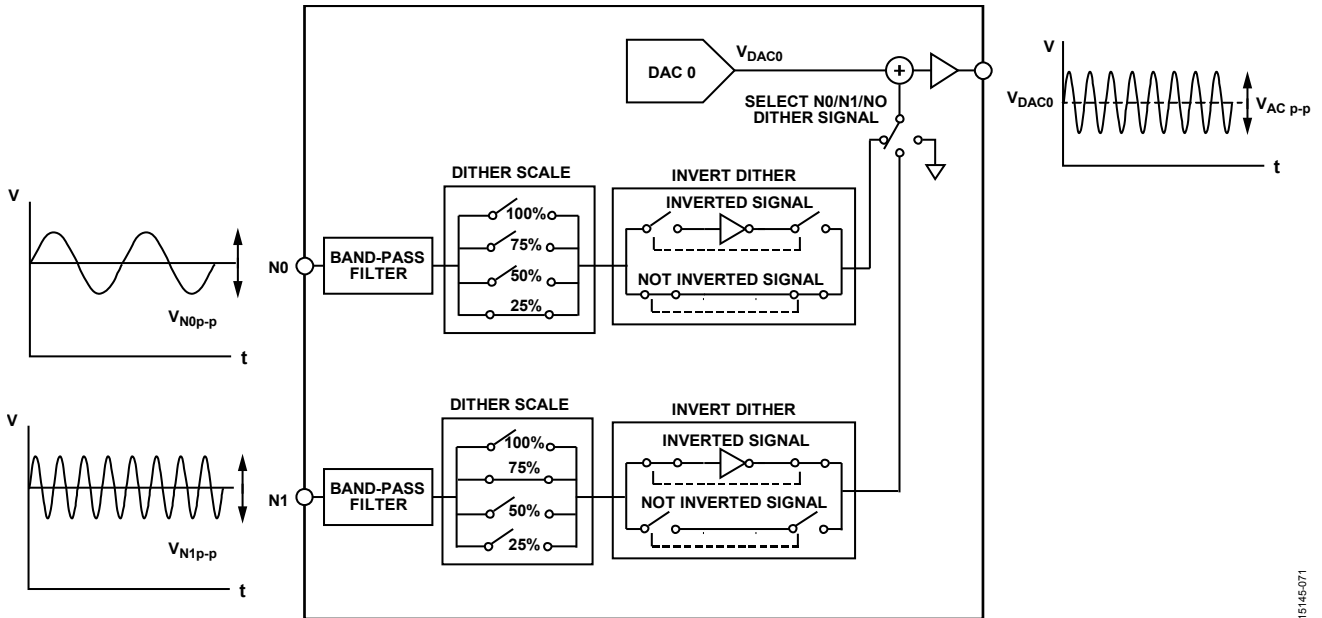 DAC 0
VDAC0
SELECT N0/N1/NO
DITHER SIGNAL
V
VDAC0
VAC p-p
t
V
VN0p-p
t
N0
BAND-PASS
FILTER
DITHER SCALE
100%
75%
50%
25%
INVERT DITHER
INVERTED SIGNAL
NOT INVERTED SIGNAL
V
VN1p-p
t
N1
BAND-PASS
FILTER
DITHER SCALE
100%
75%
50%
25%
INVERT DITHER
INVERTED SIGNAL
NOT INVERTED SIGNAL
15145-071